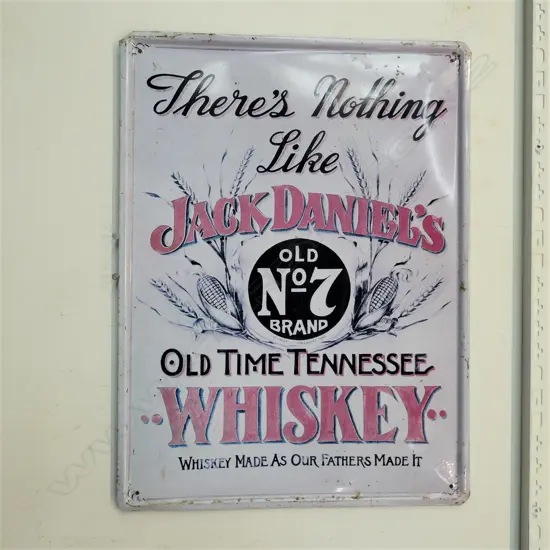 There's Nothing
Like
JACK DANIEL'S
OLD
Nº7
BRAND
OLD TIME TENNESSEE
WHISKEY
WHISKEY MADE AS OUR FATHERS MADE IT